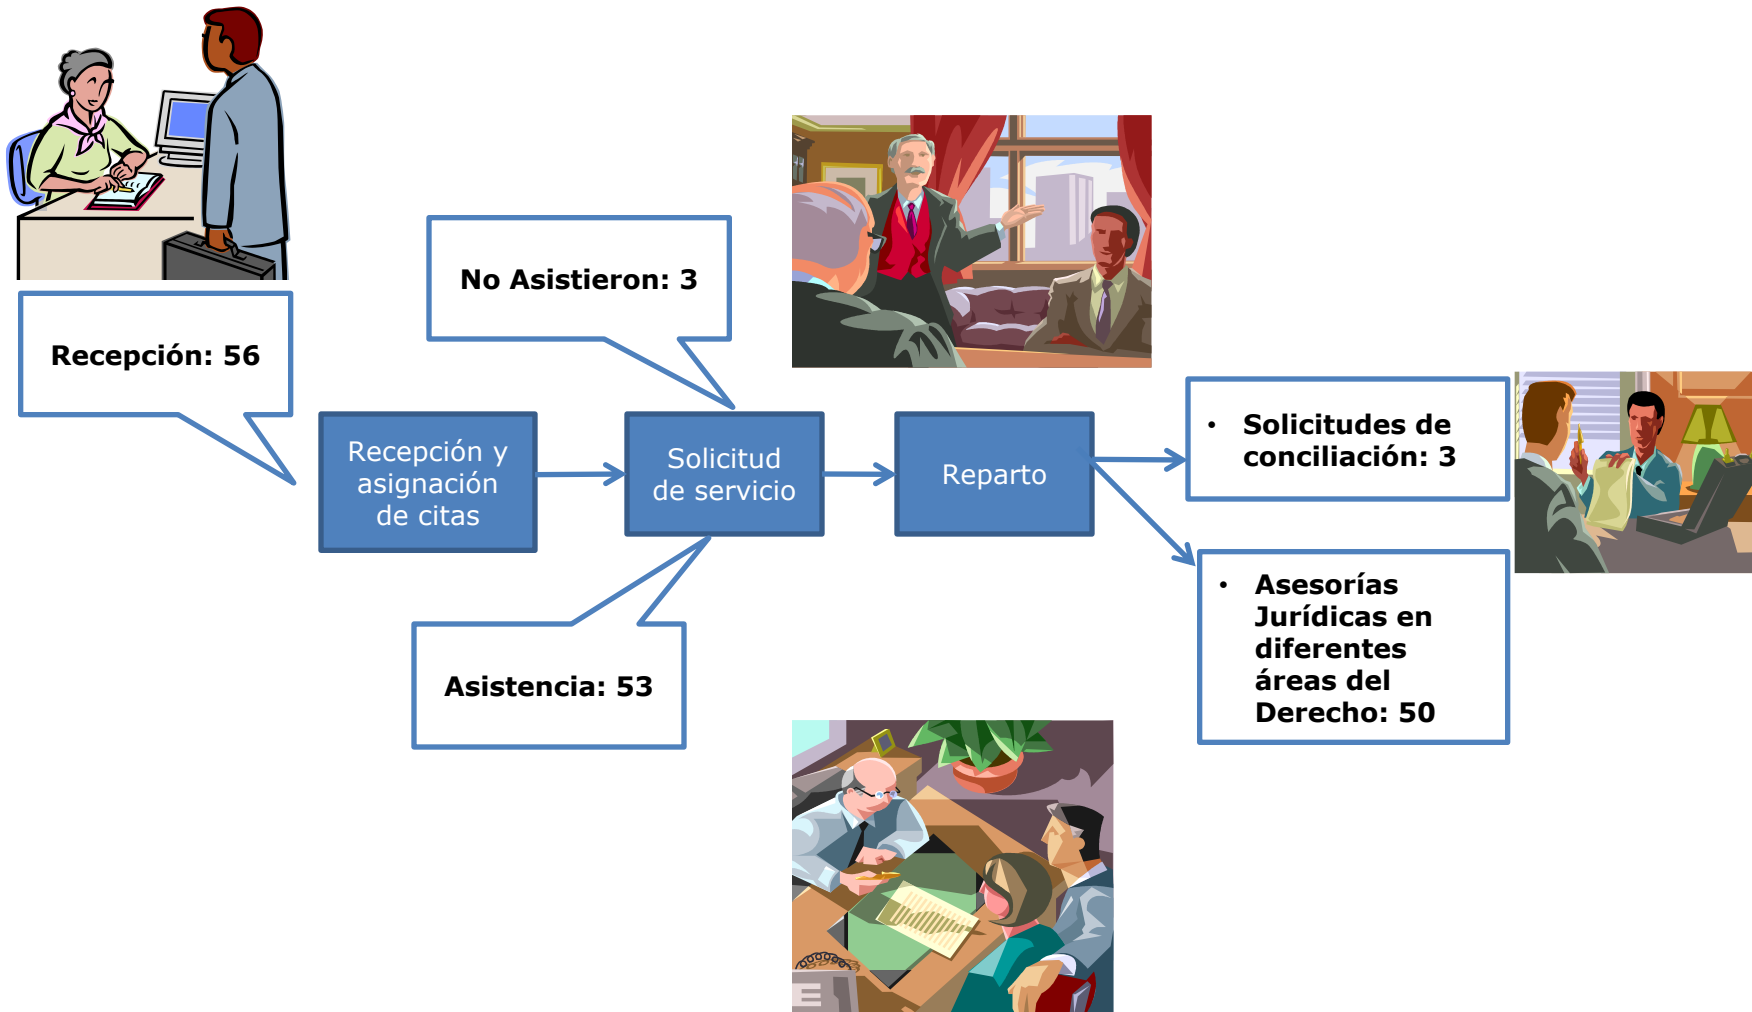 No Asistieron: 3
Recepción: 56
Recepción y
asignación
de citas
Solicitud
de servicio
Reparto
• Solicitudes de
conciliación: 3
Asistencia: 53
• Asesorías
Jurídicas en
diferentes
áreas del
Derecho: 50